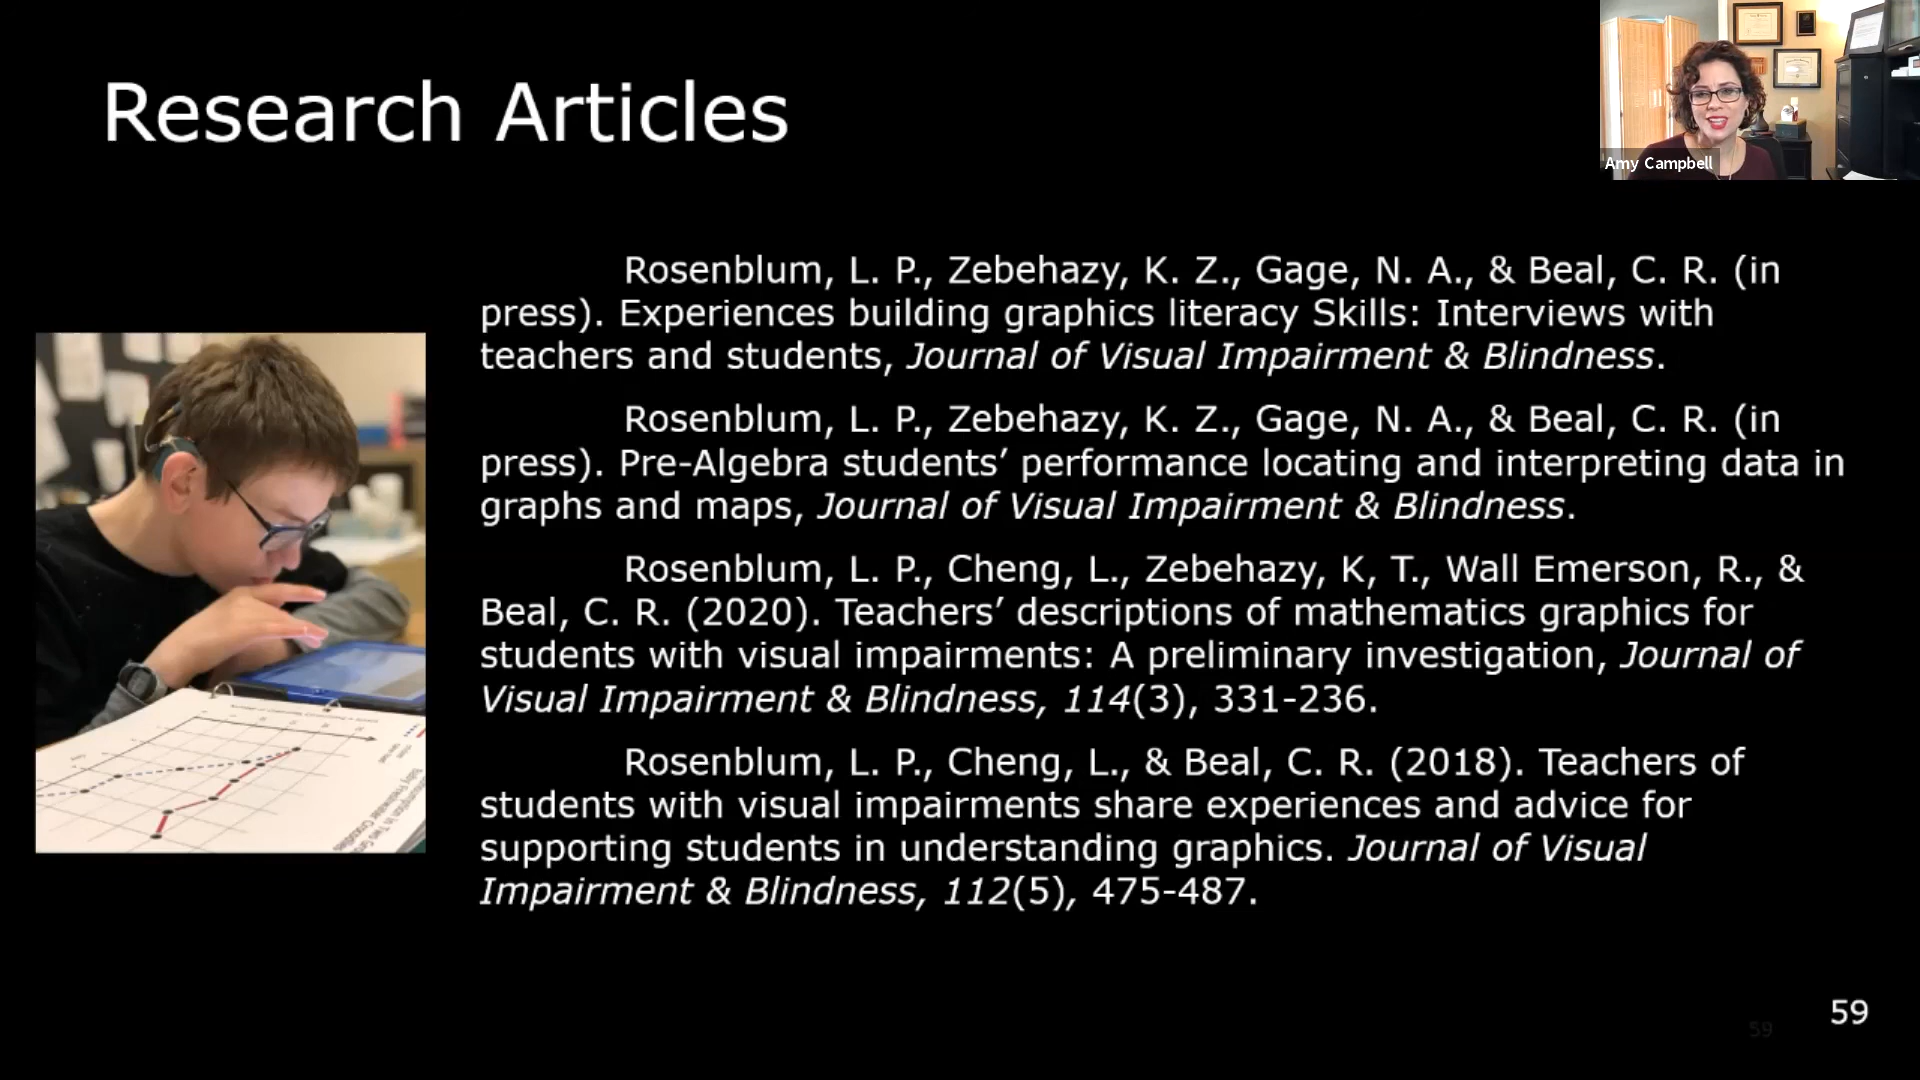 Research Articles
Amy Campbell
Rosenblum, L. P., Zebehazy, K. Z., Gage, N. A., & Beal, C. R. (in
press). Experiences building graphics literacy Skills: Interviews with
teachers and students, Journal of Visual Impairment & Blindness.
Rosenblum, L. P., Zebehazy, K. Z., Gage, N. A., & Beal, C. R. (in
press). Pre-Algebra students’ performance locating and interpreting data in
graphs and maps, Journal of Visual Impairment & Blindness.
Rosenblum, L. P., Cheng, L., Zebehazy, K, T., Wall Emerson, R., &
Beal, C. R. (2020). Teachers’ descriptions of mathematics graphics for
students with visual impairments: A preliminary investigation, Journal of
Visual Impairment & Blindness, 114(3), 331-236.
Rosenblum, L. P., Cheng, L., & Beal, C. R. (2018). Teachers of
students with visual impairments share experiences and advice for
supporting students in understanding graphics. Journal of Visual
Impairment & Blindness, 112(5), 475-487.
59
59